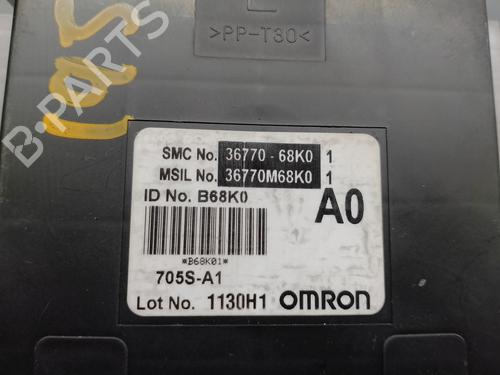 >PP-T30<
B-PARTS
SMC No. 36770 - 68K0 1
MSIL No. 36770M68K0 1
ID No. B68K0 A0
*B68K01*
705S-A1
Lot No. 1130H1 OMRON